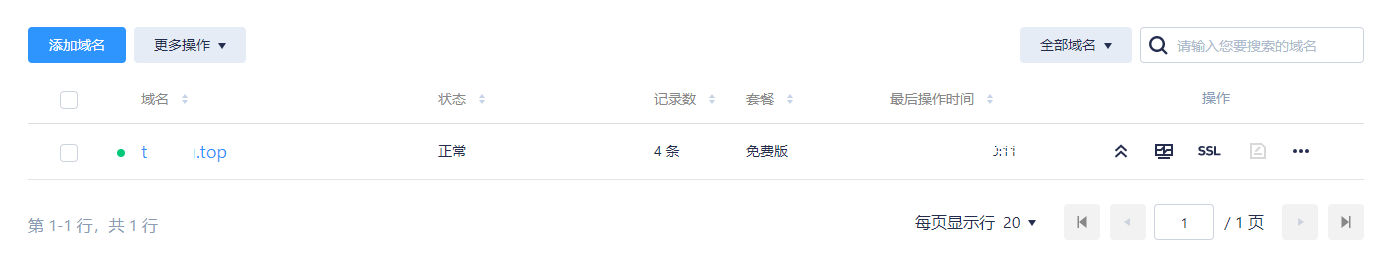 添加域名 更多操作 全部域名 请输入您要搜索的域名
域名 状态 记录数 套餐 最后操作时间 操作
t .top 正常 4 条 免费版 SSL
第 1-1 行，共 1 行 每页显示行 20 1 / 1 页